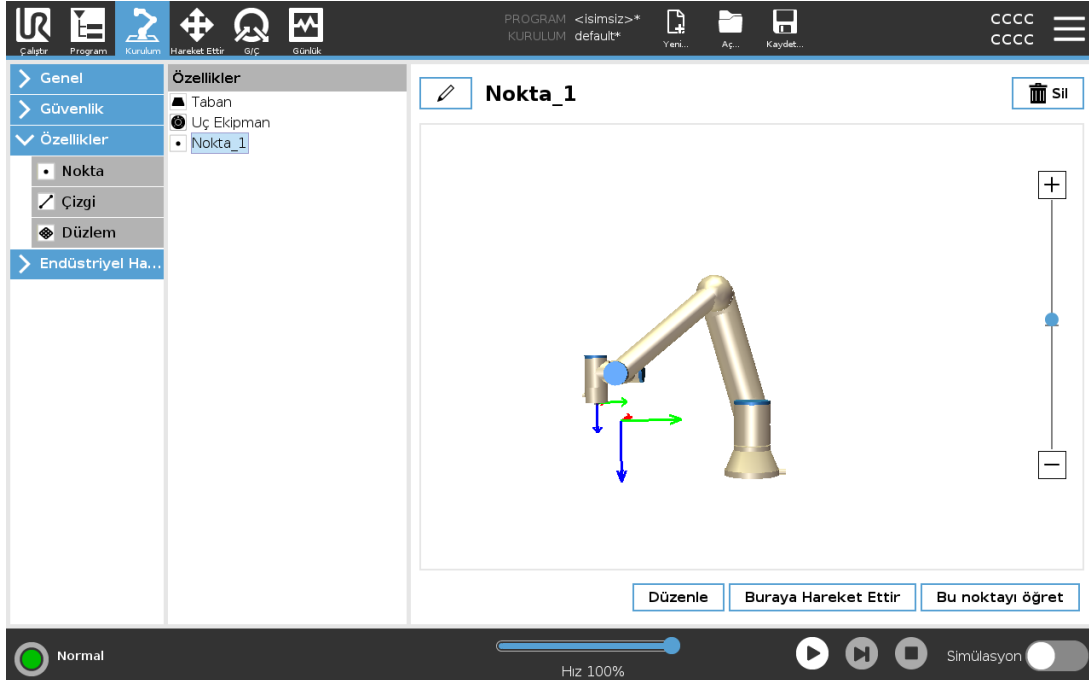 UR
PROGRAM <isimsiz>*
KURULUM default*
Çalıştır Program Kurulum Hareket Ettir G/Ç Günlük
Yeni... Aç... Kaydet...
CCCC
CCCC
Genel
Güvenlik
Özellikler
Nokta
Çizgi
Düzlem
Endüstriyel Ha...
Özellikler
Taban
Uç Ekipman
Nokta_1
Nokta_1
Sil
Düzenle Buraya Hareket Ettir Bu noktayı öğret
Normal
Hız 100%
Simülasyon